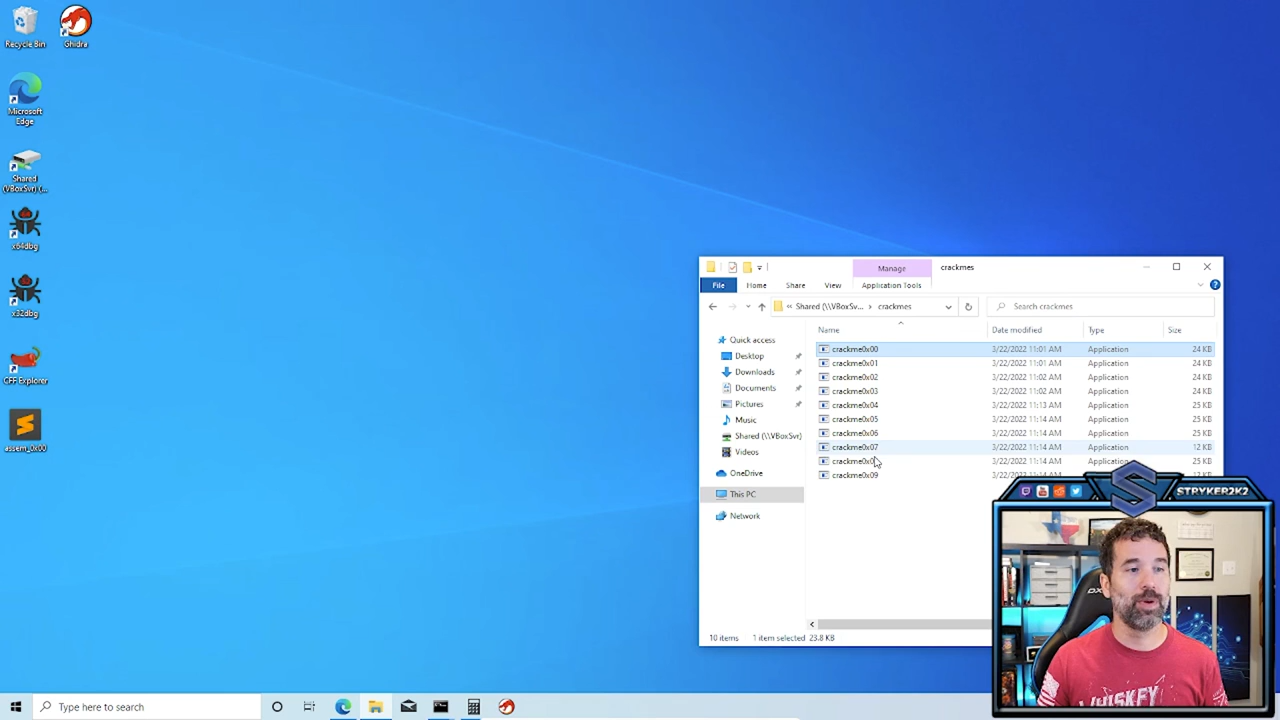 Recycle Bin
Ghidra
Microsoft
Edge
Shared
(VBoxSvr) (...
x64dbg
x32dbg
CFF Explorer
assem_0x00
Manage
crackmes
File
Home
Share
View
Application Tools
« Shared (\\VBoxSv... › crackmes
Search crackmes
Name
Date modified
Type
Size
Quick access
Desktop
Downloads
Documents
Pictures
Music
Shared (\\VBoxSvr)
Videos
OneDrive
This PC
Network
crackme0x00 3/22/2022 11:01 AM Application 24 KB
crackme0x01 3/22/2022 11:01 AM Application 24 KB
crackme0x02 3/22/2022 11:02 AM Application 24 KB
crackme0x03 3/22/2022 11:02 AM Application 24 KB
crackme0x04 3/22/2022 11:13 AM Application 25 KB
crackme0x05 3/22/2022 11:14 AM Application 25 KB
crackme0x06 3/22/2022 11:14 AM Application 25 KB
crackme0x07 3/22/2022 11:14 AM Application 12 KB
3/22/2022 11:14 AM Application 25 KB
crackme0x09 3/22/2022 11:14 AM
10 items
1 item selected 23.8 KB
STRYKER2K2
WHISKEY
Type here to search